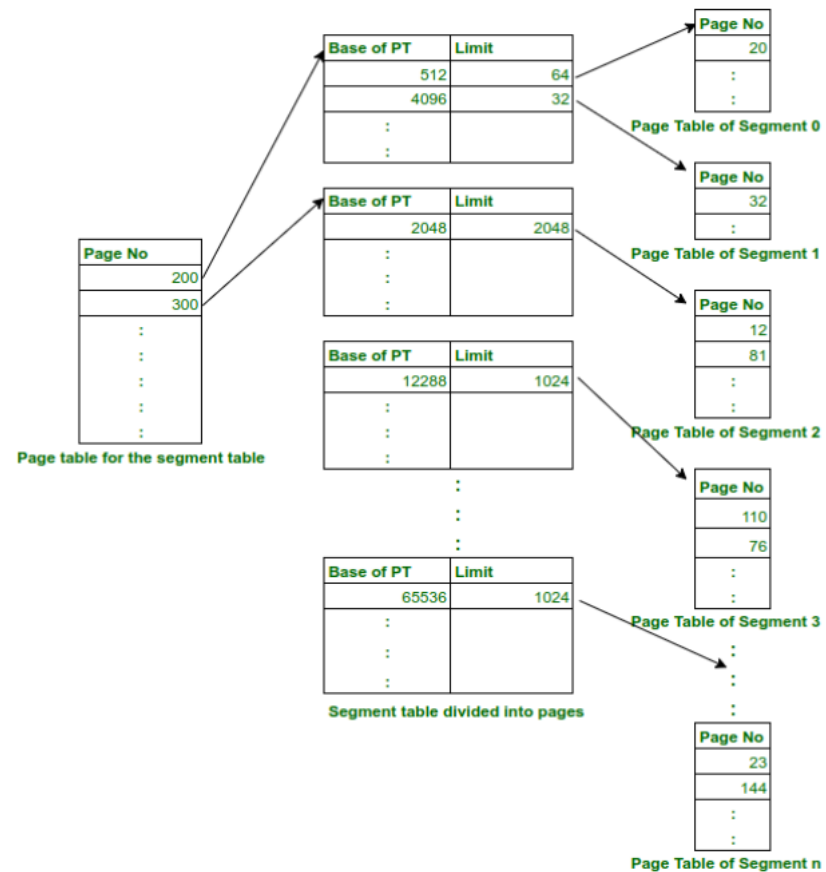 Page No
200
300
:
:
:
:
:
Page table for the segment table
Base of PT Limit
512 64
4096 32
:
:
Base of PT Limit
2048 2048
:
:
:
Base of PT Limit
12288 1024
:
:
:
:
:
:
Base of PT Limit
65536 1024
:
:
:
Segment table divided into pages
Page No
20
:
:
Page Table of Segment 0
Page No
32
:
Page Table of Segment 1
Page No
12
81
:
:
Page Table of Segment 2
Page No
110
76
:
:
Page Table of Segment 3
:
:
:
Page No
23
144
:
:
Page Table of Segment n